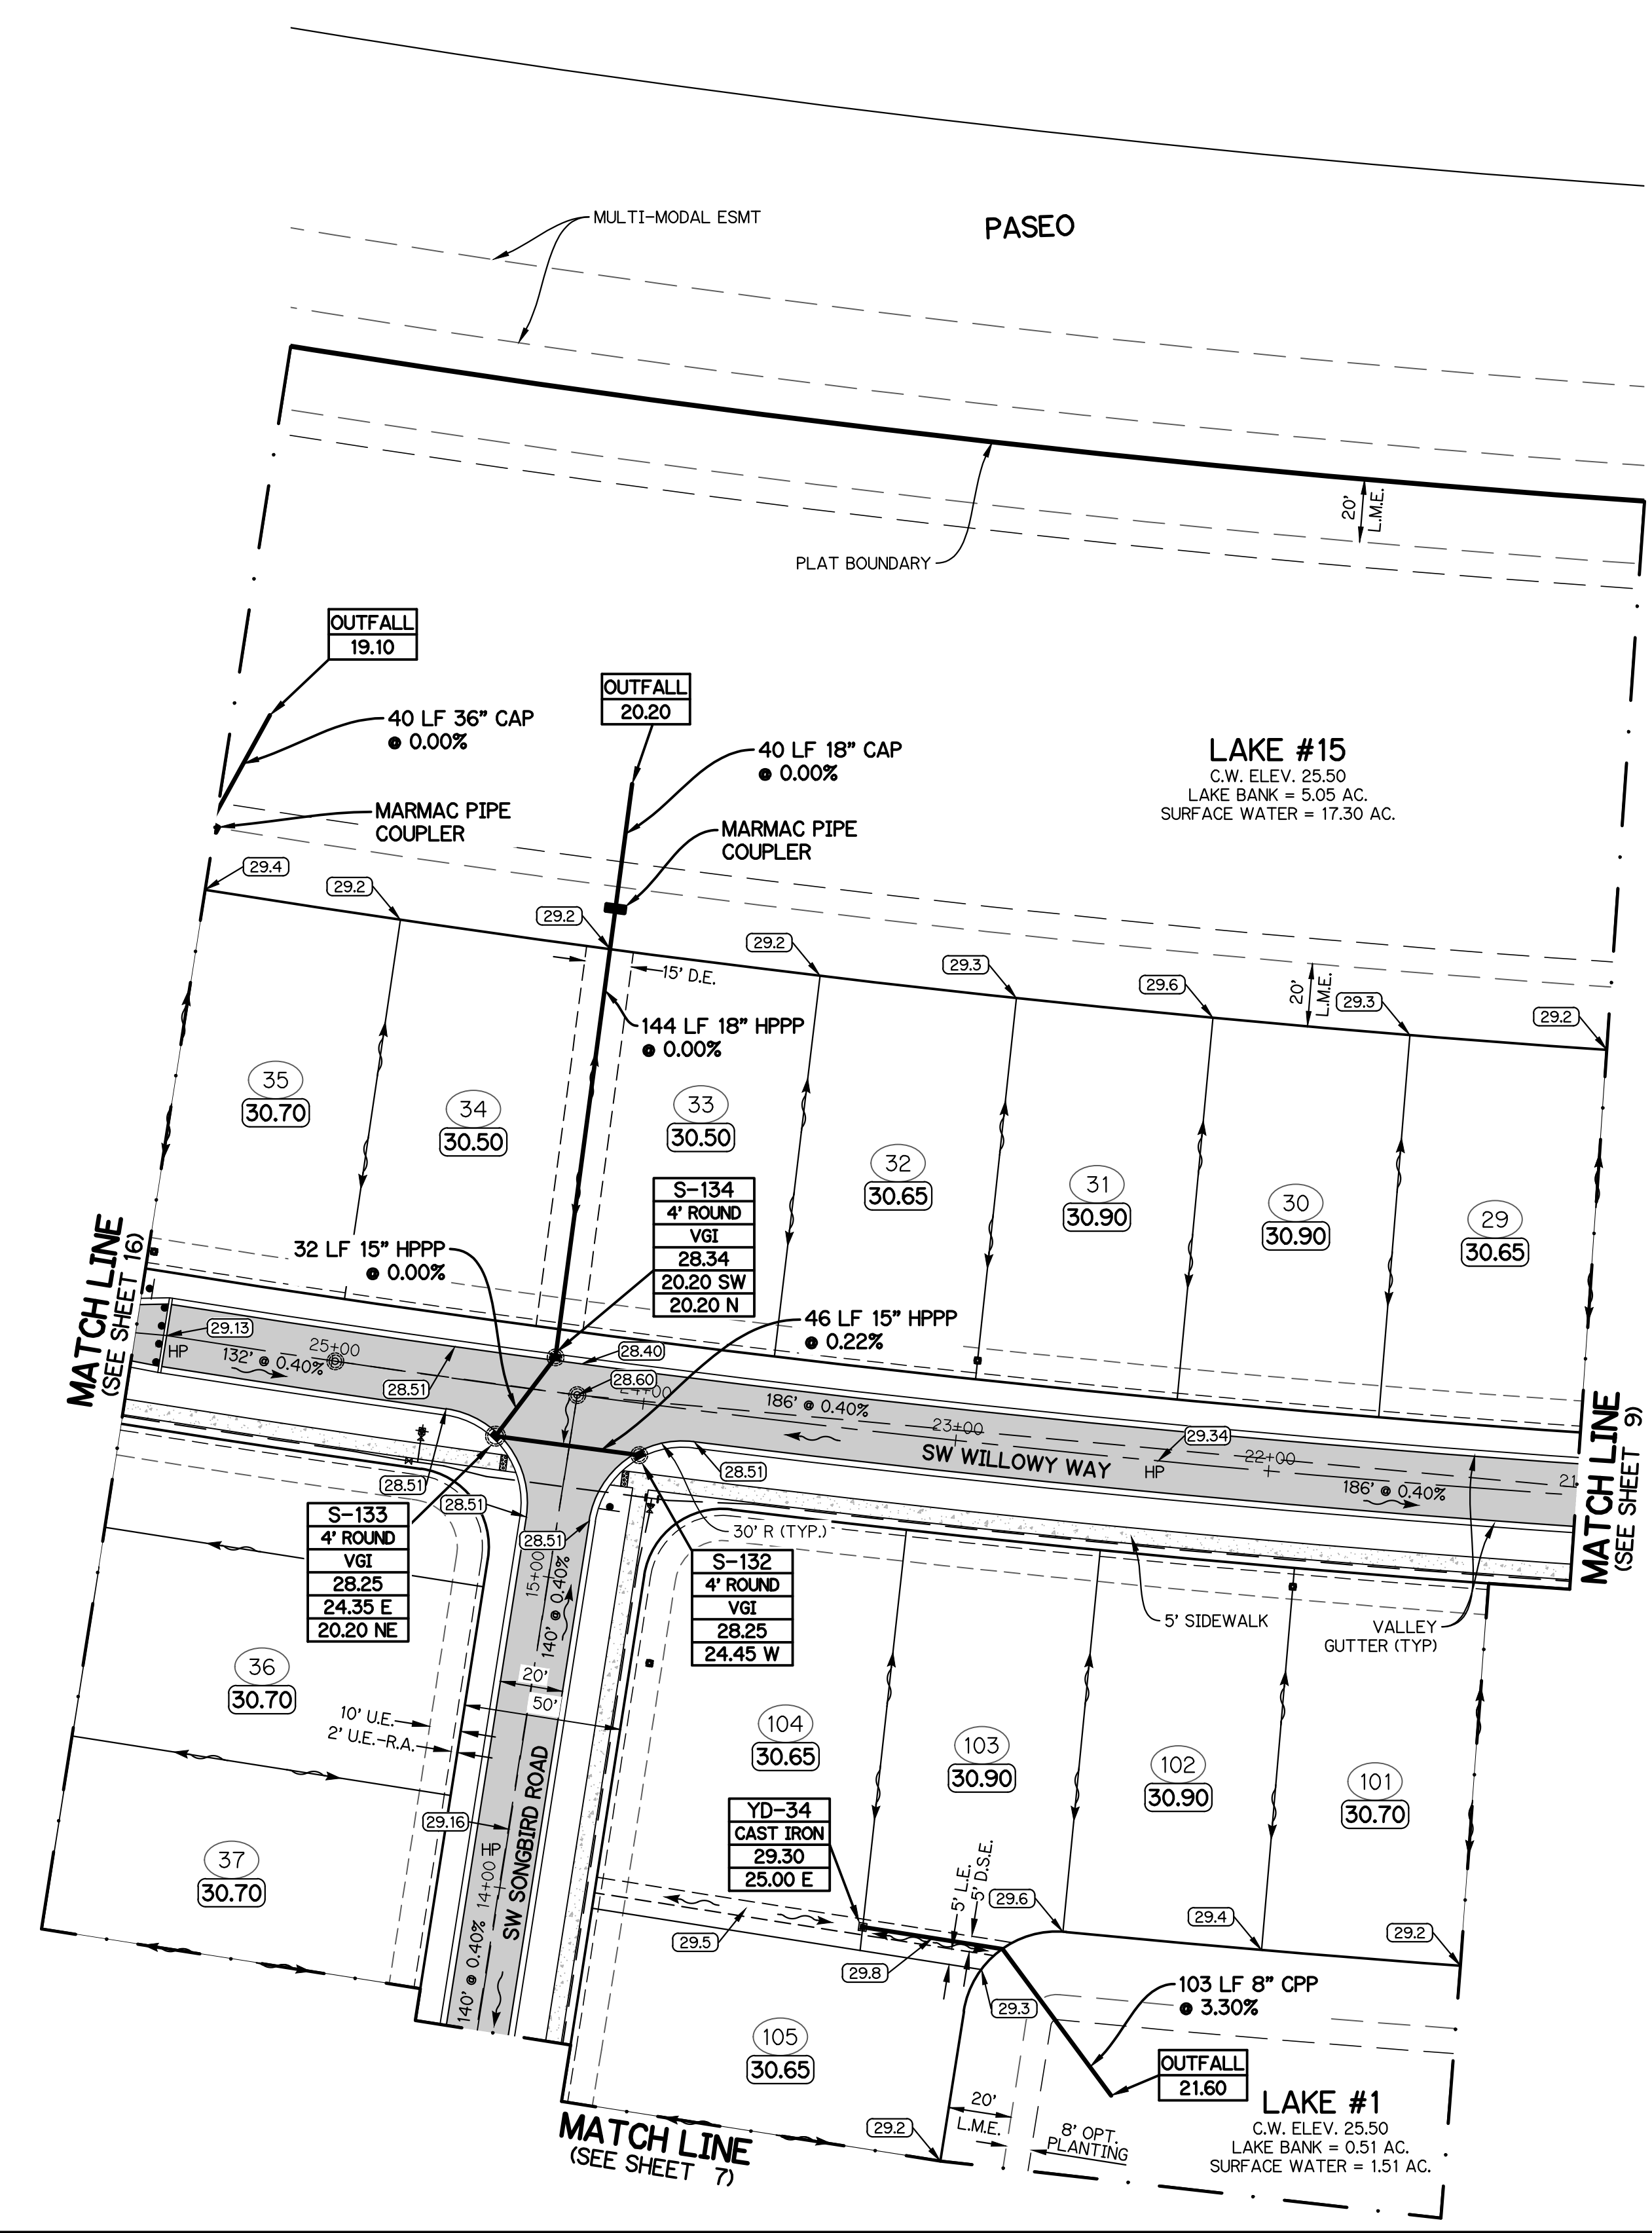 MULTI-MODAL ESMT
PASEO
20'
L.M.E.
PLAT BOUNDARY
OUTFALL
19.10
OUTFALL
20.20
40 LF 36" CAP
@ 0.00%
40 LF 18" CAP
@ 0.00%
LAKE #15
C.W. ELEV. 25.50
LAKE BANK = 5.05 AC.
SURFACE WATER = 17.30 AC.
MARMAC PIPE
COUPLER
MARMAC PIPE
COUPLER
29.4
29.2
29.2
29.2
29.3
29.6
29.3
29.2
15' D.E.
20'
L.M.E.
144 LF 18" HPPP
@ 0.00%
35
30.70
34
30.50
33
30.50
32
30.65
31
30.90
30
30.90
29
30.65
S-134
4' ROUND
VGI
28.34
20.20 SW
20.20 N
32 LF 15" HPPP
@ 0.00%
46 LF 15" HPPP
@ 0.22%
MATCH LINE
(SEE SHEET 16)
29.13
HP
25+00
132' @ 0.40%
28.40
28.51
28.60
24+00
186' @ 0.40%
23+00
29.34
SW WILLOWY WAY
HP
22+00
186' @ 0.40%
21
MATCH LINE
(SEE SHEET 9)
28.51
28.51
28.51
28.51
30' R (TYP.)
S-133
4' ROUND
VGI
28.25
24.35 E
20.20 NE
S-132
4' ROUND
VGI
28.25
24.45 W
15+00
140' @ 0.40%
5' SIDEWALK
VALLEY
GUTTER (TYP)
36
30.70
20'
50'
10' U.E.
2' U.E.-R.A.
104
30.65
103
30.90
102
30.90
101
30.70
29.16
HP
14+00
140' @ 0.40%
SW SONGBIRD ROAD
37
30.70
YD-34
CAST IRON
29.30
25.00 E
5' L.E.
5' D.S.E.
29.6
29.4
29.2
29.5
29.8
29.3
103 LF 8" CPP
@ 3.30%
105
30.65
OUTFALL
21.60
20'
L.M.E.
8' OPT.
PLANTING
29.2
LAKE #1
C.W. ELEV. 25.50
LAKE BANK = 0.51 AC.
SURFACE WATER = 1.51 AC.
MATCH LINE
(SEE SHEET 7)